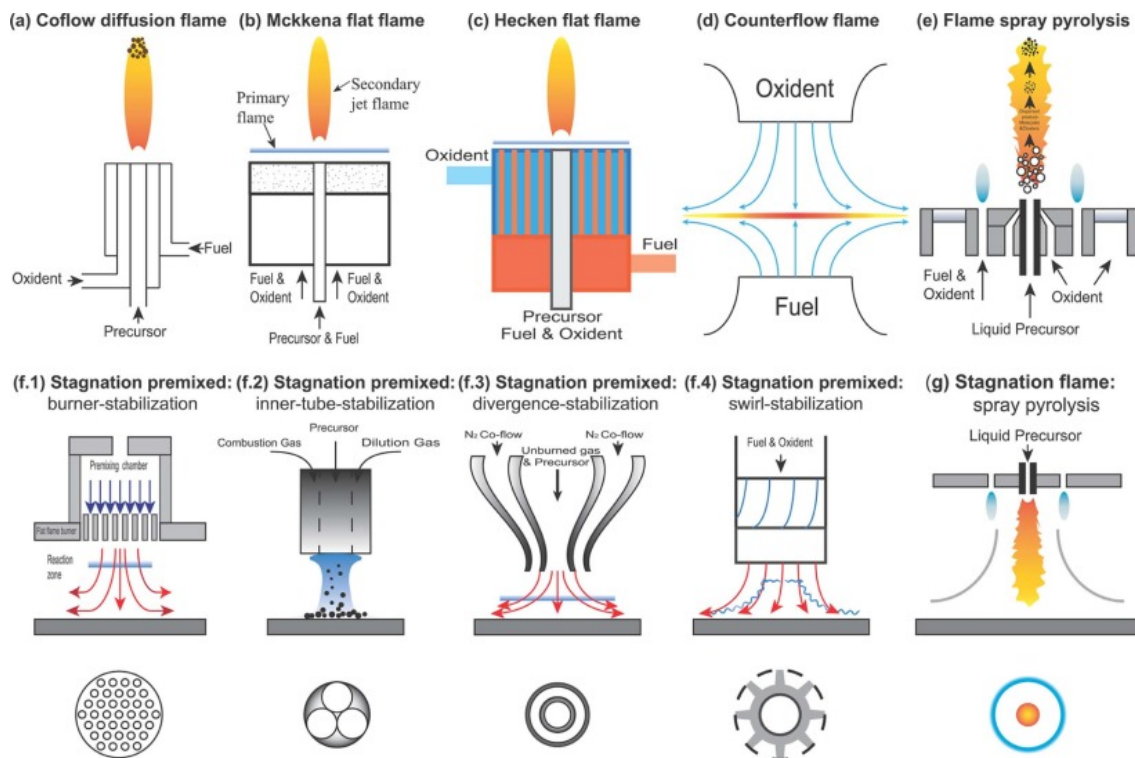 (a) Coflow diffusion flame
Fuel
Oxident
Precursor
(b) Mckkena flat flame
Secondary
jet flame
Primary
flame
Fuel &
Oxident
Fuel &
Oxident
Precursor & Fuel
(c) Hecken flat flame
Oxident
Fuel
Precursor
Fuel & Oxident
(d) Counterflow flame
Oxident
Fuel
(e) Flame spray pyrolysis
Fuel &
Oxident
Oxident
Liquid Precursor
(f.1) Stagnation premixed:
burner-stabilization
Premixing chamber
Flat flame burner
Reaction
zone
(f.2) Stagnation premixed:
inner-tube-stabilization
Precursor
Combustion Gas
Dilution Gas
(f.3) Stagnation premixed:
divergence-stabilization
N₂ Co-flow
N₂ Co-flow
Unburned gas
& Precursor
(f.4) Stagnation premixed:
swirl-stabilization
Fuel & Oxident
(g) Stagnation flame:
spray pyrolysis
Liquid Precursor